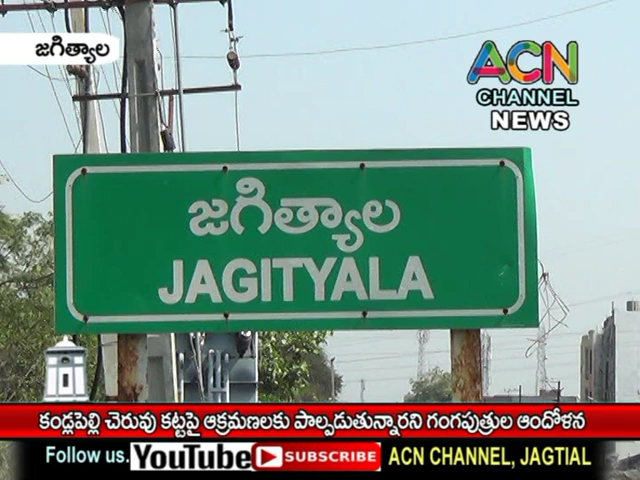 జగిత్యాల
ACN
CHANNEL
NEWS
జగిత్యాల
JAGITYALA
కండ్లపెల్లి చెరువు కట్టపై ఆక్రమణలకు పాల్పడుతున్నారని గంగపుత్రుల ఆందోళన
Follow us. YouTube SUBSCRIBE ACN CHANNEL, JAGTIAL